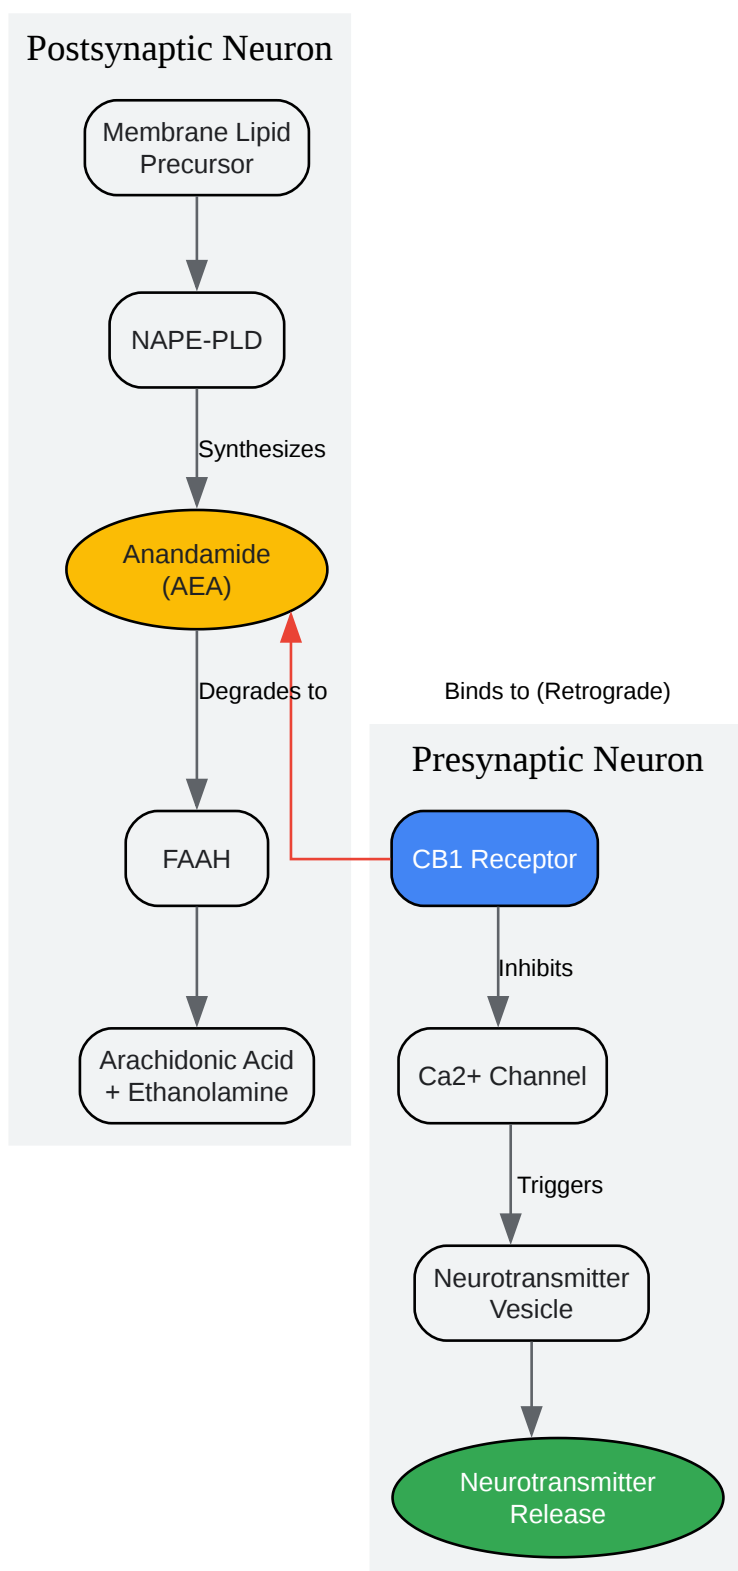 Postsynaptic Neuron
Membrane Lipid
Precursor
NAPE-PLD
Synthesizes
Anandamide
(AEA)
Degrades to
FAAH
Arachidonic Acid
+ Ethanolamine
Binds to (Retrograde)
Presynaptic Neuron
CB1 Receptor
Inhibits
Ca2+ Channel
Triggers
Neurotransmitter
Vesicle
Neurotransmitter
Release